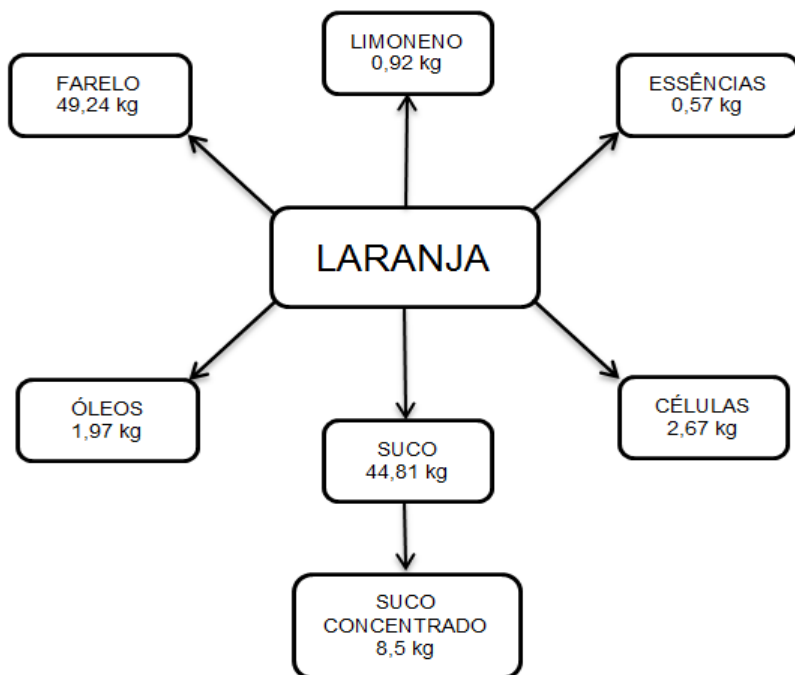 LIMONENO
0,92 kg
FARELO
49,24 kg
ESSÊNCIAS
0,57 kg
LARANJA
ÓLEOS
1,97 kg
CÉLULAS
2,67 kg
SUCO
44,81 kg
SUCO
CONCENTRADO
8,5 kg